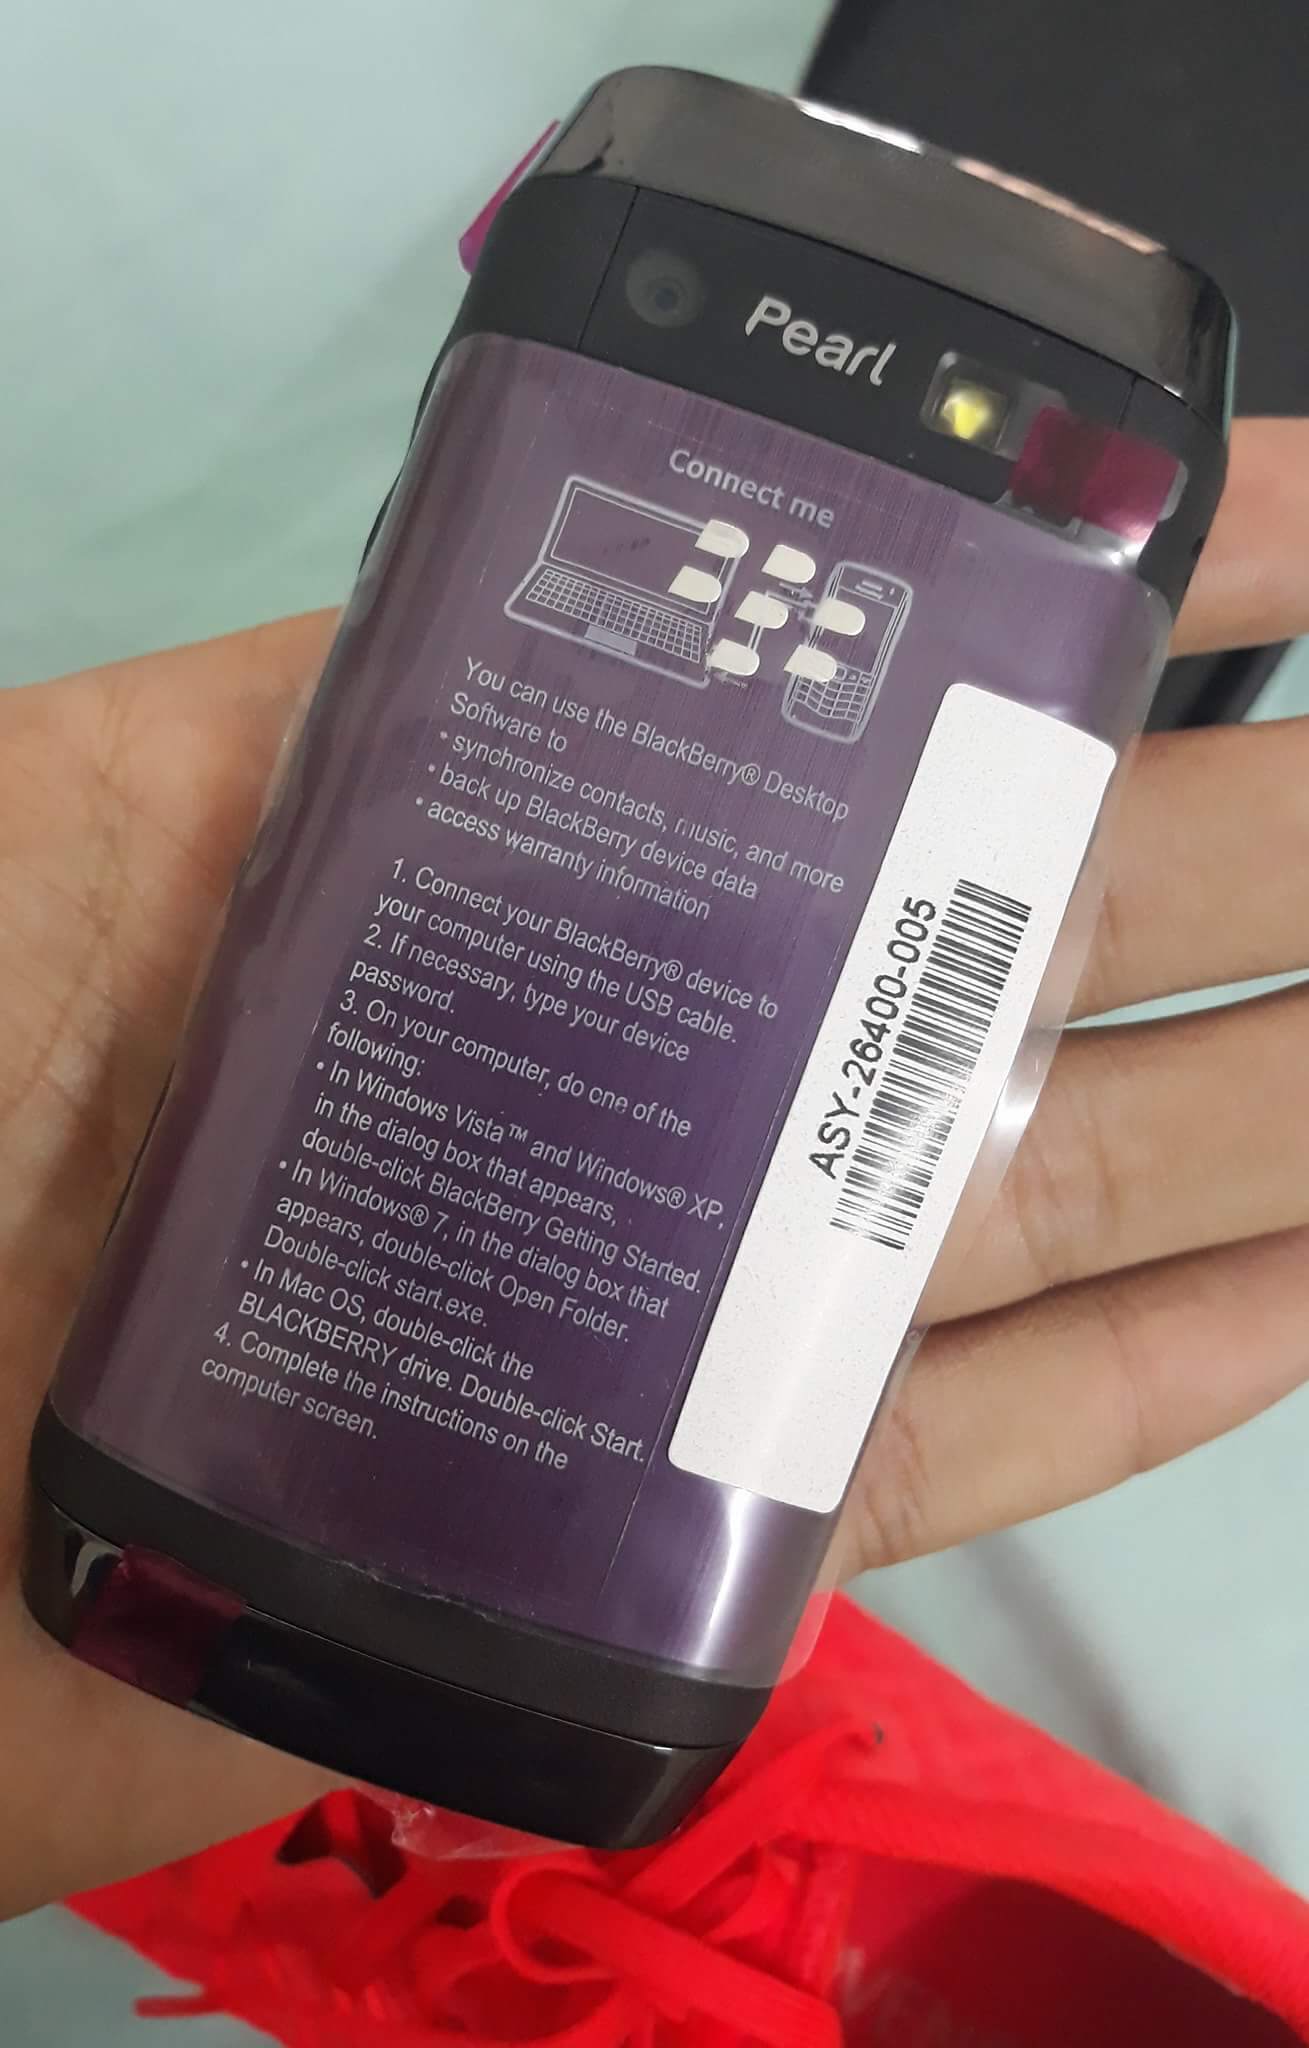 Pearl
Connect me
You can use the BlackBerry® Desktop
Software to
• synchronize contacts, music, and more
• back up BlackBerry device data
• access warranty information
1. Connect your BlackBerry® device to
your computer using the USB cable.
2. If necessary, type your device
password.
3. On your computer, do one of the
following:
• In Windows Vista™ and Windows® XP,
in the dialog box that appears,
double-click BlackBerry Getting Started.
• In Windows® 7, in the dialog box that
appears, double-click Open Folder.
Double-click start.exe.
• In Mac OS, double-click the
BLACKBERRY drive. Double-click Start.
4. Complete the instructions on the
computer screen.
ASY-26400-005